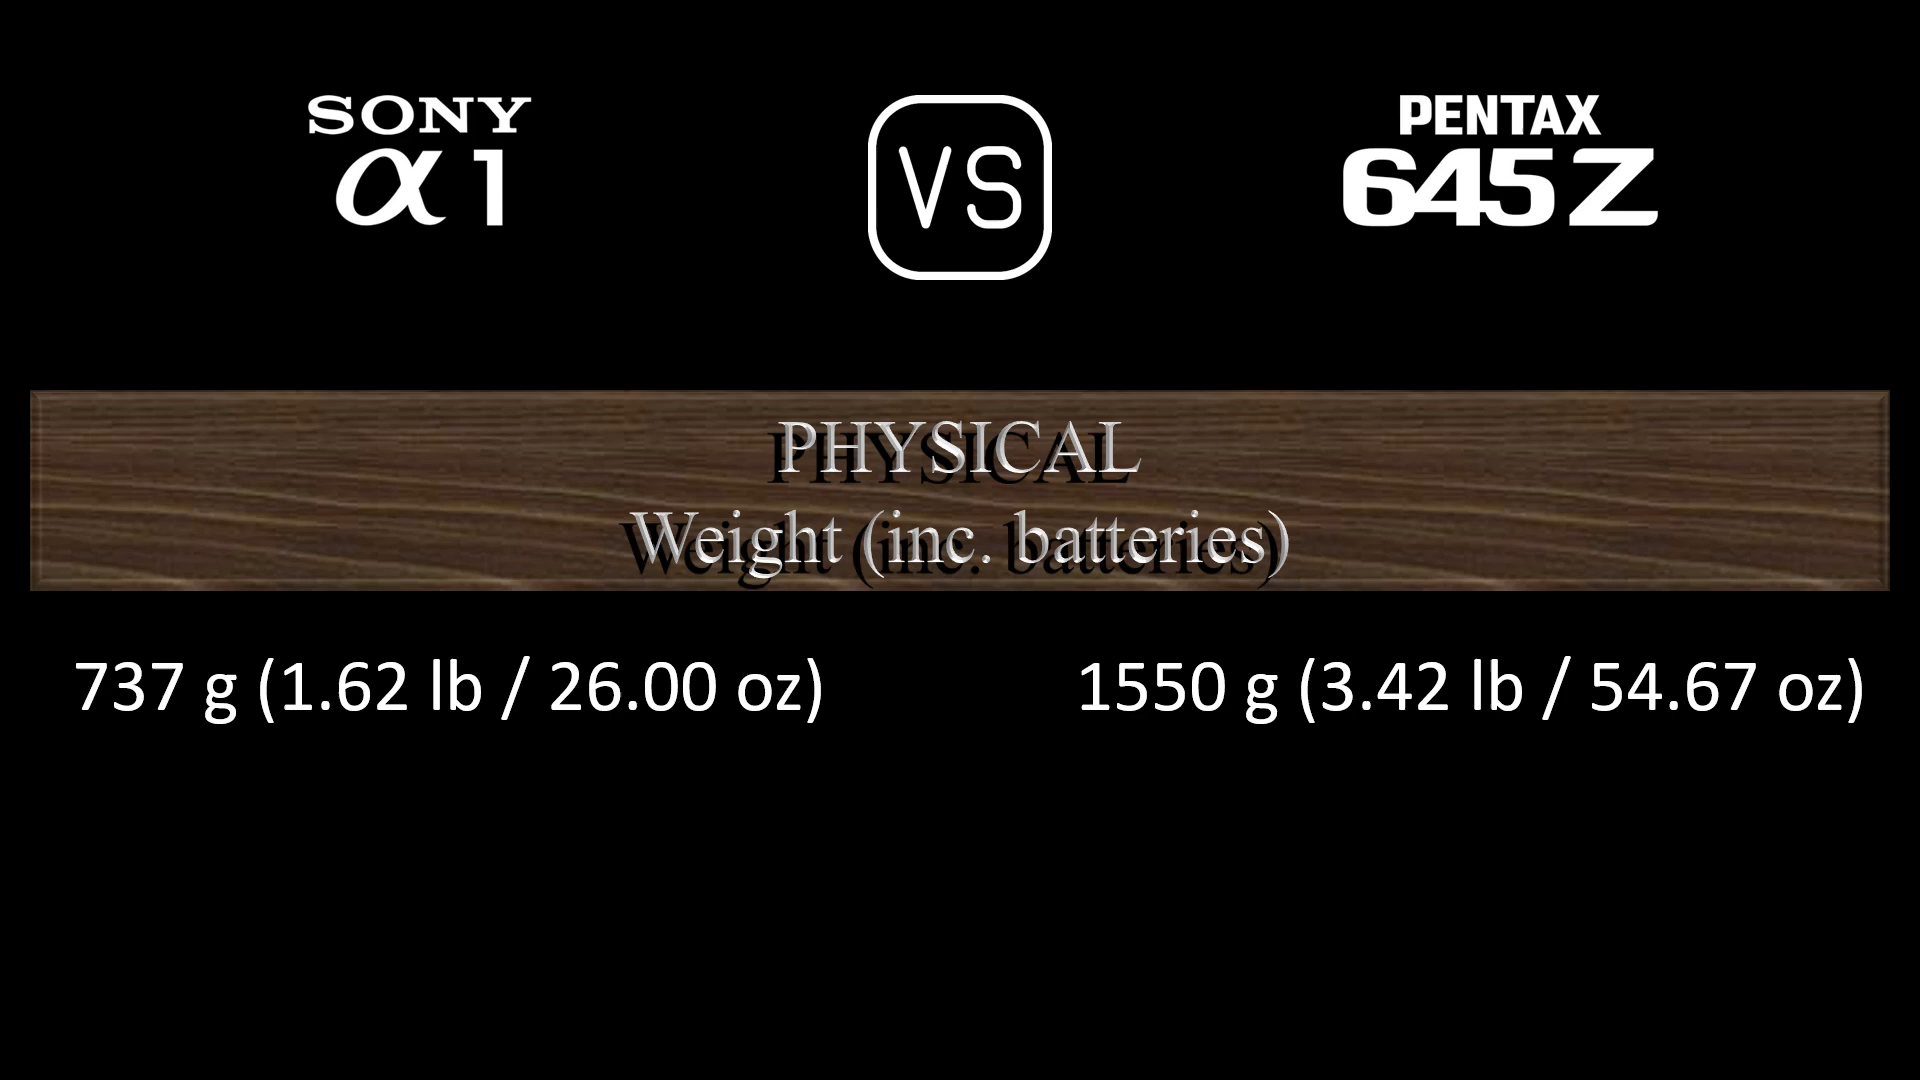 SONY
α1
VS
PENTAX
645Z
PHYSICAL
Weight (inc. batteries)
737 g (1.62 lb / 26.00 oz)
1550 g (3.42 lb / 54.67 oz)